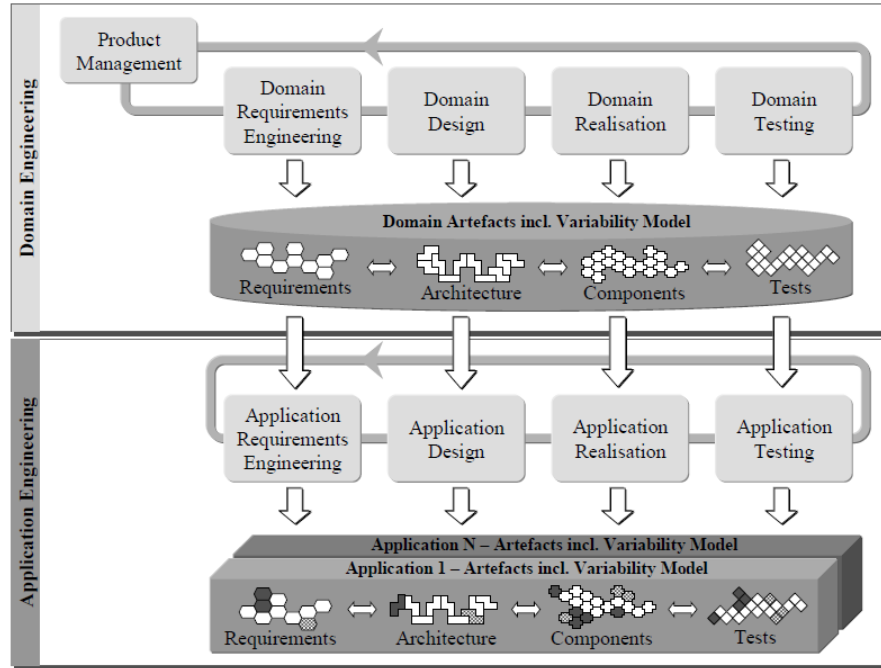 Domain Engineering
Product
Management
Domain
Requirements
Engineering
Domain
Design
Domain
Realisation
Domain
Testing
Domain Artefacts incl. Variability Model
Requirements
Architecture
Components
Tests
Application Engineering
Application
Requirements
Engineering
Application
Design
Application
Realisation
Application
Testing
Application N – Artefacts incl. Variability Model
Application 1 – Artefacts incl. Variability Model
Requirements
Architecture
Components
Tests